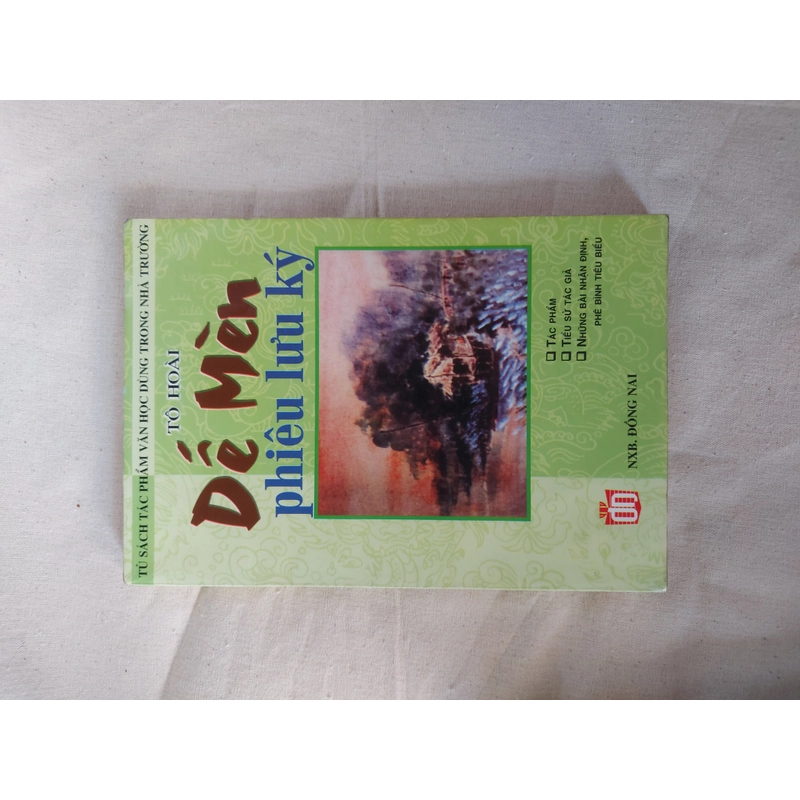 TỦ SÁCH TÁC PHẨM VĂN HỌC DÙNG TRONG NHÀ TRƯỜNG
TÔ HOÀI
Dế Mèn
phiêu lưu ký
❑ TÁC PHẨM
❑ TIỂU SỬ TÁC GIẢ
❑ NHỮNG BÀI NHẬN ĐỊNH,
PHÊ BÌNH TIÊU BIỂU
NXB. ĐỒNG NAI